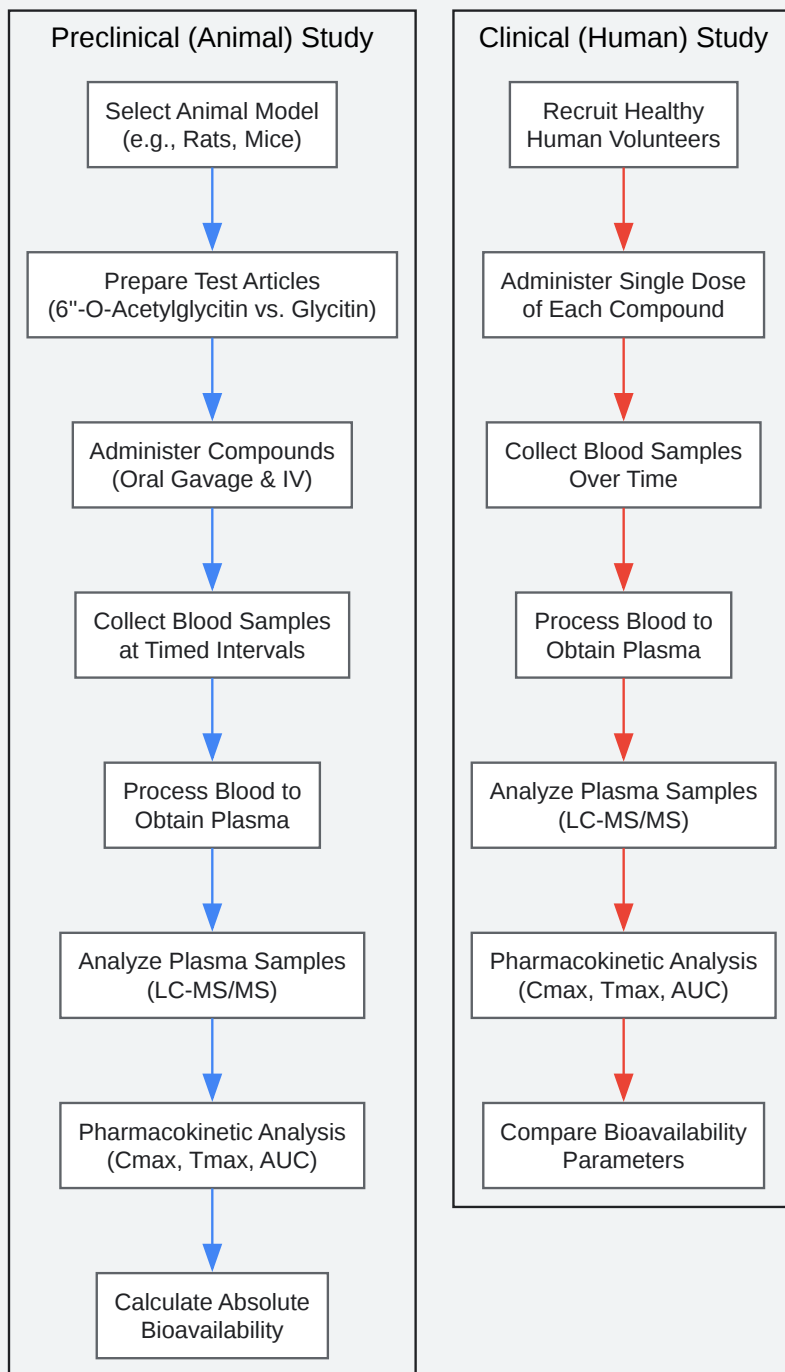 Preclinical (Animal) Study
Select Animal Model
(e.g., Rats, Mice)
Prepare Test Articles
(6"-O-Acetylglycitin vs. Glycitin)
Administer Compounds
(Oral Gavage & IV)
Collect Blood Samples
at Timed Intervals
Process Blood to
Obtain Plasma
Analyze Plasma Samples
(LC-MS/MS)
Pharmacokinetic Analysis
(Cmax, Tmax, AUC)
Calculate Absolute
Bioavailability
Clinical (Human) Study
Recruit Healthy
Human Volunteers
Administer Single Dose
of Each Compound
Collect Blood Samples
Over Time
Process Blood to
Obtain Plasma
Analyze Plasma Samples
(LC-MS/MS)
Pharmacokinetic Analysis
(Cmax, Tmax, AUC)
Compare Bioavailability
Parameters